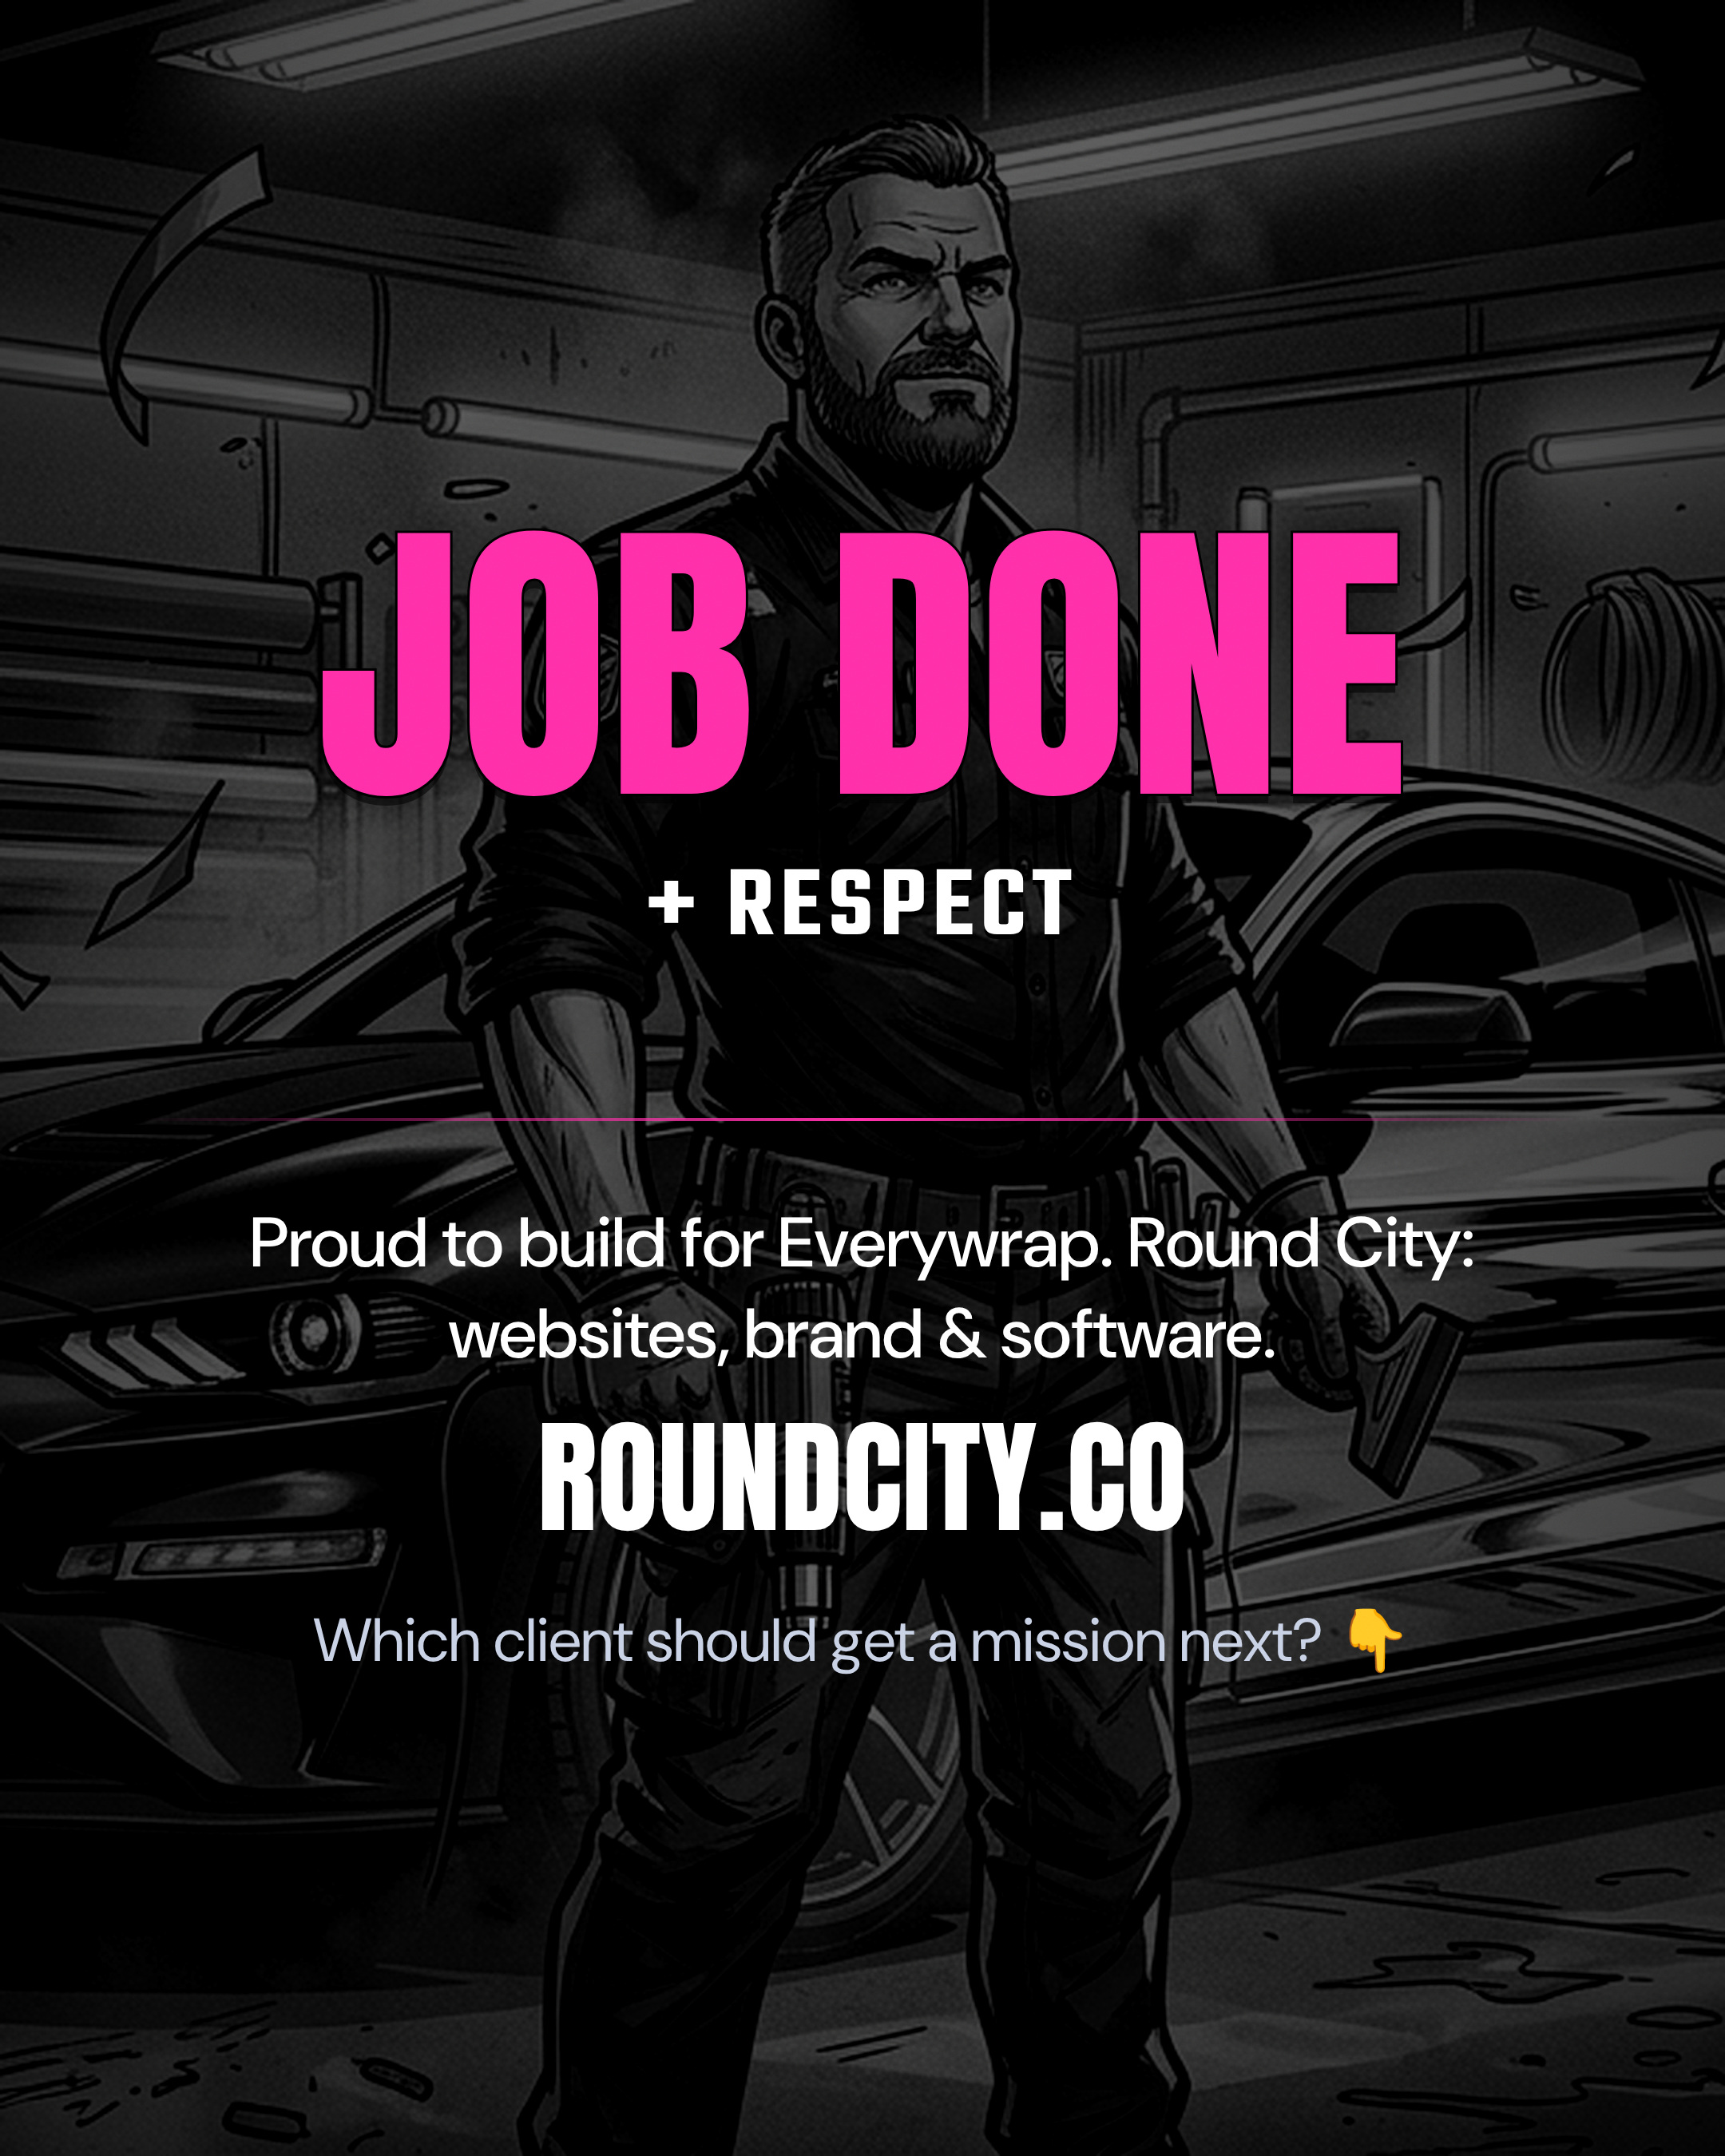 JOB DONE
+ RESPECT
Proud to build for Everywrap. Round City:
websites, brand & software.
ROUNDCITY.CO
Which client should get a mission next? 👇